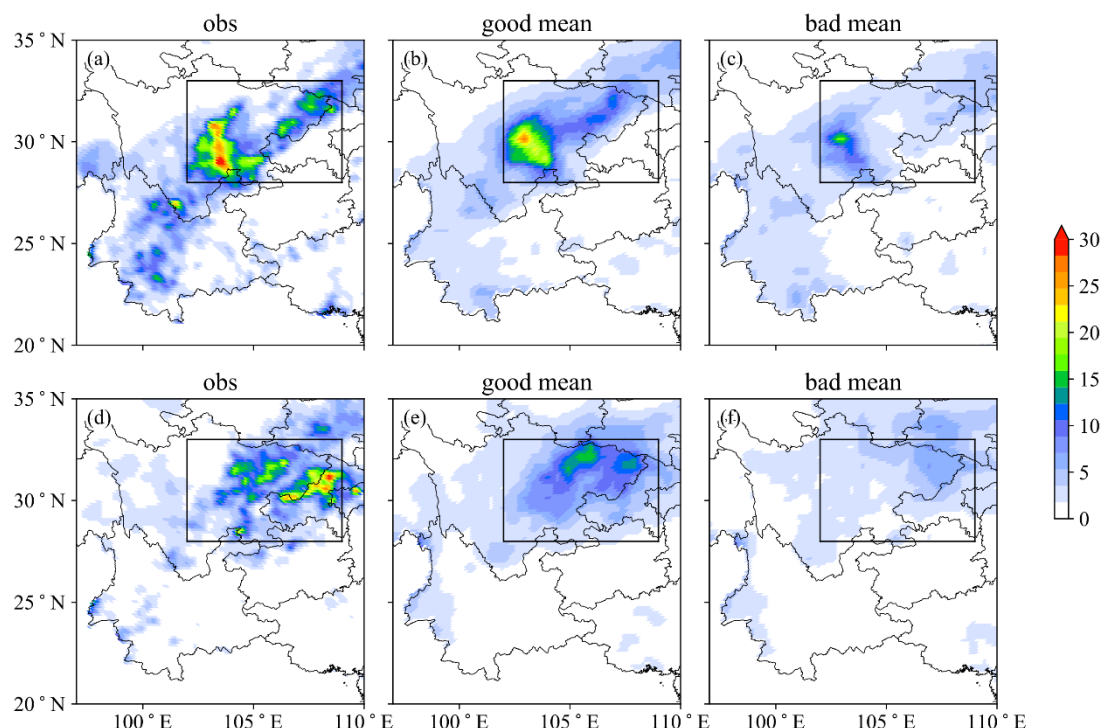 obs good mean bad mean
35° N (a) (b) (c)
30° N
25° N
20° N
30
25
20
15
10
5
0
obs good mean bad mean
35° N (d) (e) (f)
30° N
25° N
20° N
100° E 105° E 110° E 100° E 105° E 110° E 100° E 105° E 110° E